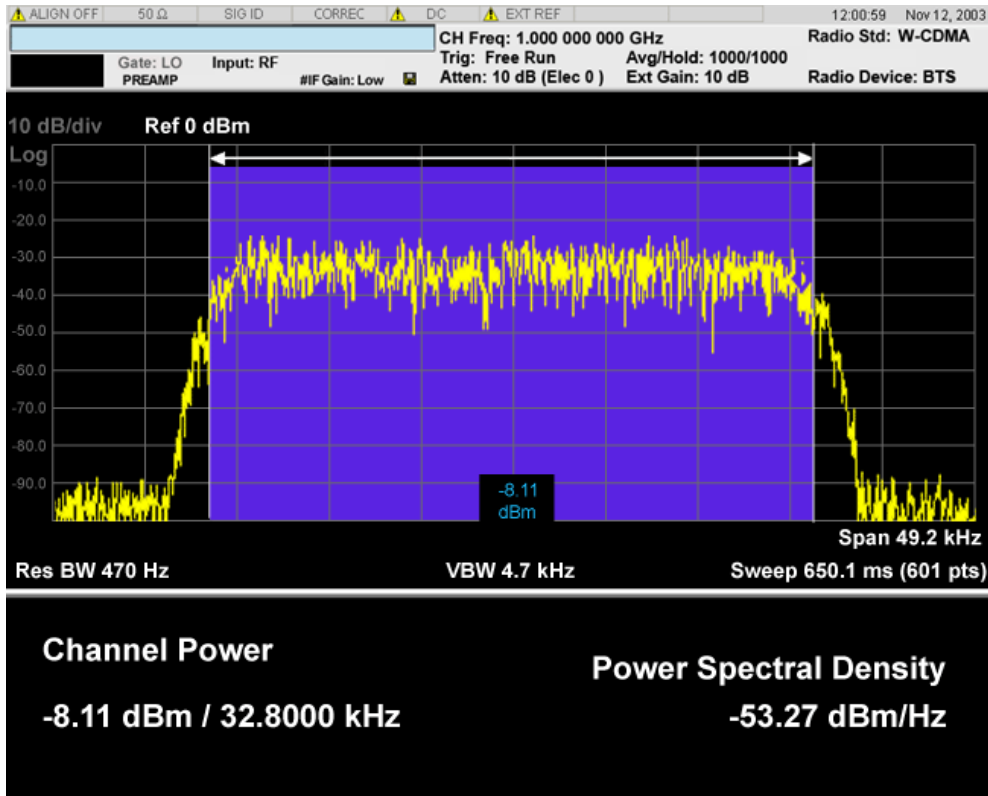 ALIGN OFF 50 Ω SIG ID CORREC DC EXT REF 12:00:59 Nov 12, 2003
CH Freq: 1.000 000 000 GHz Radio Std: W-CDMA
Gate: LO Input: RF Trig: Free Run Avg/Hold: 1000/1000
PREAMP #IF Gain: Low Atten: 10 dB (Elec 0 ) Ext Gain: 10 dB Radio Device: BTS
10 dB/div Ref 0 dBm
Log
-10.0
-20.0
-30.0
-40.0
-50.0
-60.0
-70.0
-80.0
-90.0
-8.11
dBm
Span 49.2 kHz
Res BW 470 Hz VBW 4.7 kHz Sweep 650.1 ms (601 pts)
Channel Power
Power Spectral Density
-8.11 dBm / 32.8000 kHz -53.27 dBm/Hz